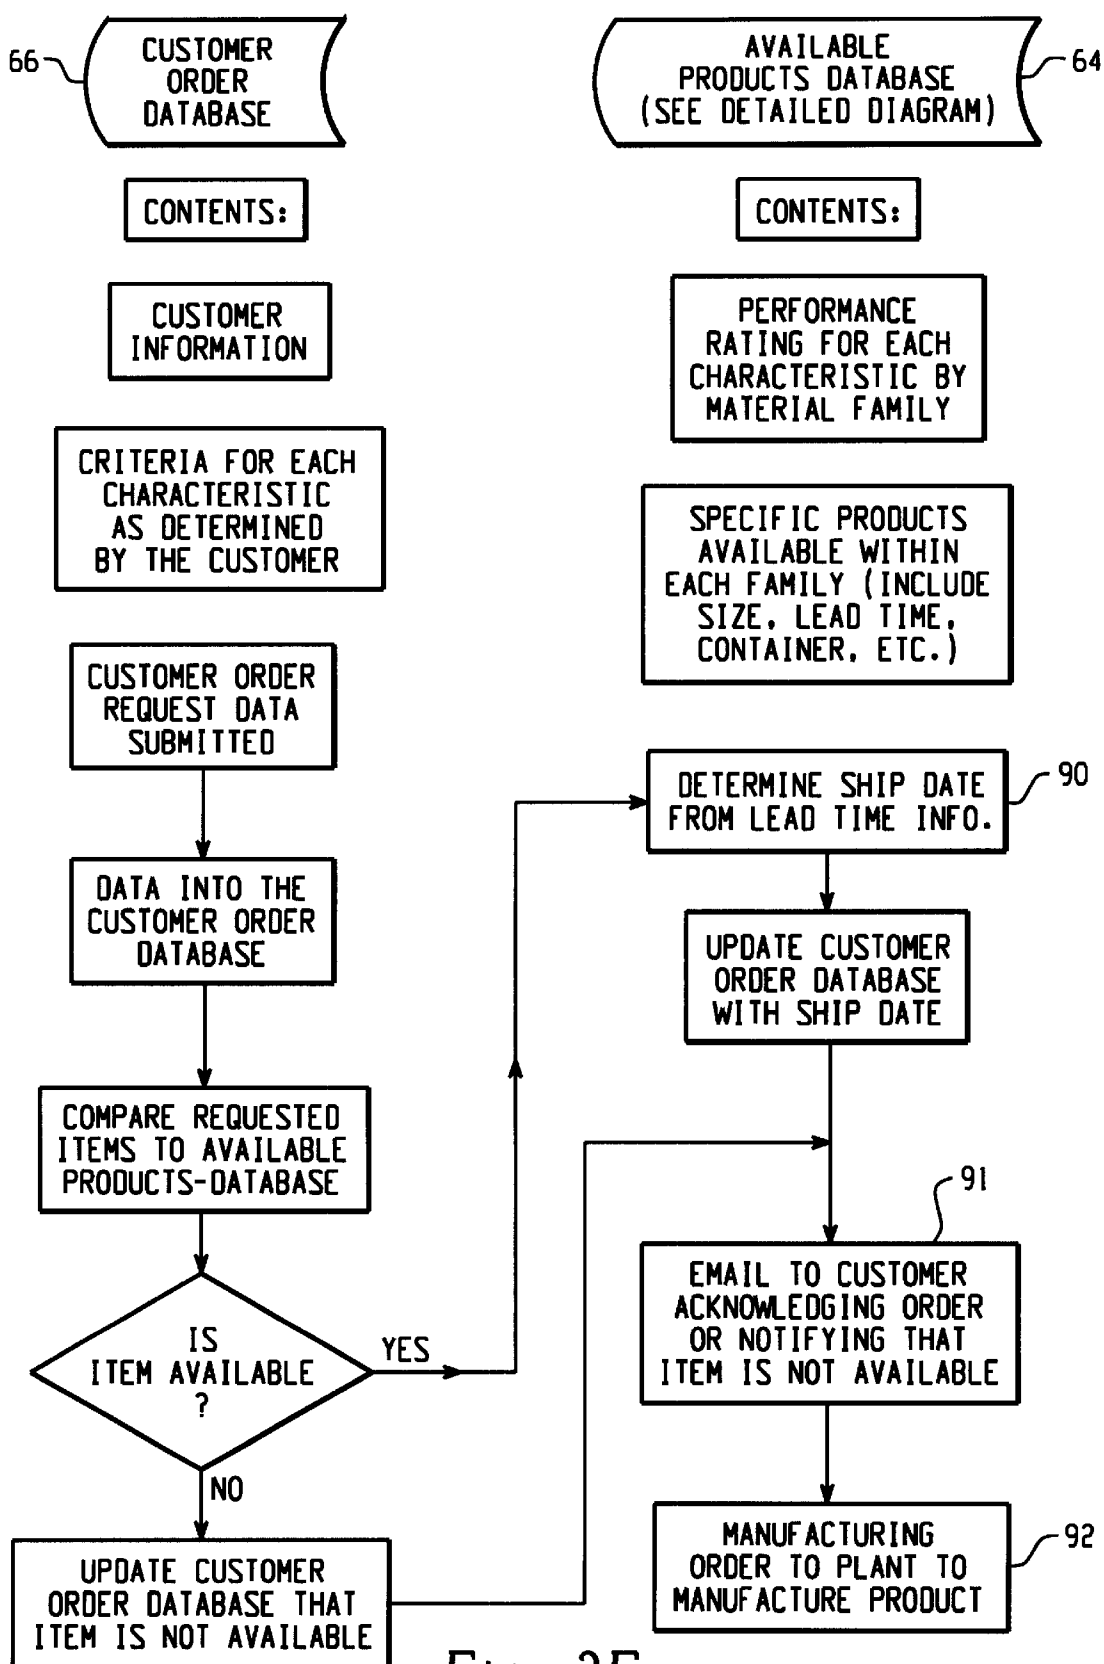 66
CUSTOMER
ORDER
DATABASE
CONTENTS:
CUSTOMER
INFORMATION
CRITERIA FOR EACH
CHARACTERISTIC
AS DETERMINED
BY THE CUSTOMER
CUSTOMER ORDER
REQUEST DATA
SUBMITTED
DATA INTO THE
CUSTOMER ORDER
DATABASE
COMPARE REQUESTED
ITEMS TO AVAILABLE
PRODUCTS-DATABASE
IS
ITEM AVAILABLE
?
YES
NO
UPDATE CUSTOMER
ORDER DATABASE THAT
ITEM IS NOT AVAILABLE
AVAILABLE
PRODUCTS DATABASE
(SEE DETAILED DIAGRAM)
64
CONTENTS:
PERFORMANCE
RATING FOR EACH
CHARACTERISTIC BY
MATERIAL FAMILY
SPECIFIC PRODUCTS
AVAILABLE WITHIN
EACH FAMILY (INCLUDE
SIZE, LEAD TIME,
CONTAINER, ETC.)
DETERMINE SHIP DATE
FROM LEAD TIME INFO.
90
UPDATE CUSTOMER
ORDER DATABASE
WITH SHIP DATE
91
EMAIL TO CUSTOMER
ACKNOWLEDGING ORDER
OR NOTIFYING THAT
ITEM IS NOT AVAILABLE
MANUFACTURING
ORDER TO PLANT TO
MANUFACTURE PRODUCT
92